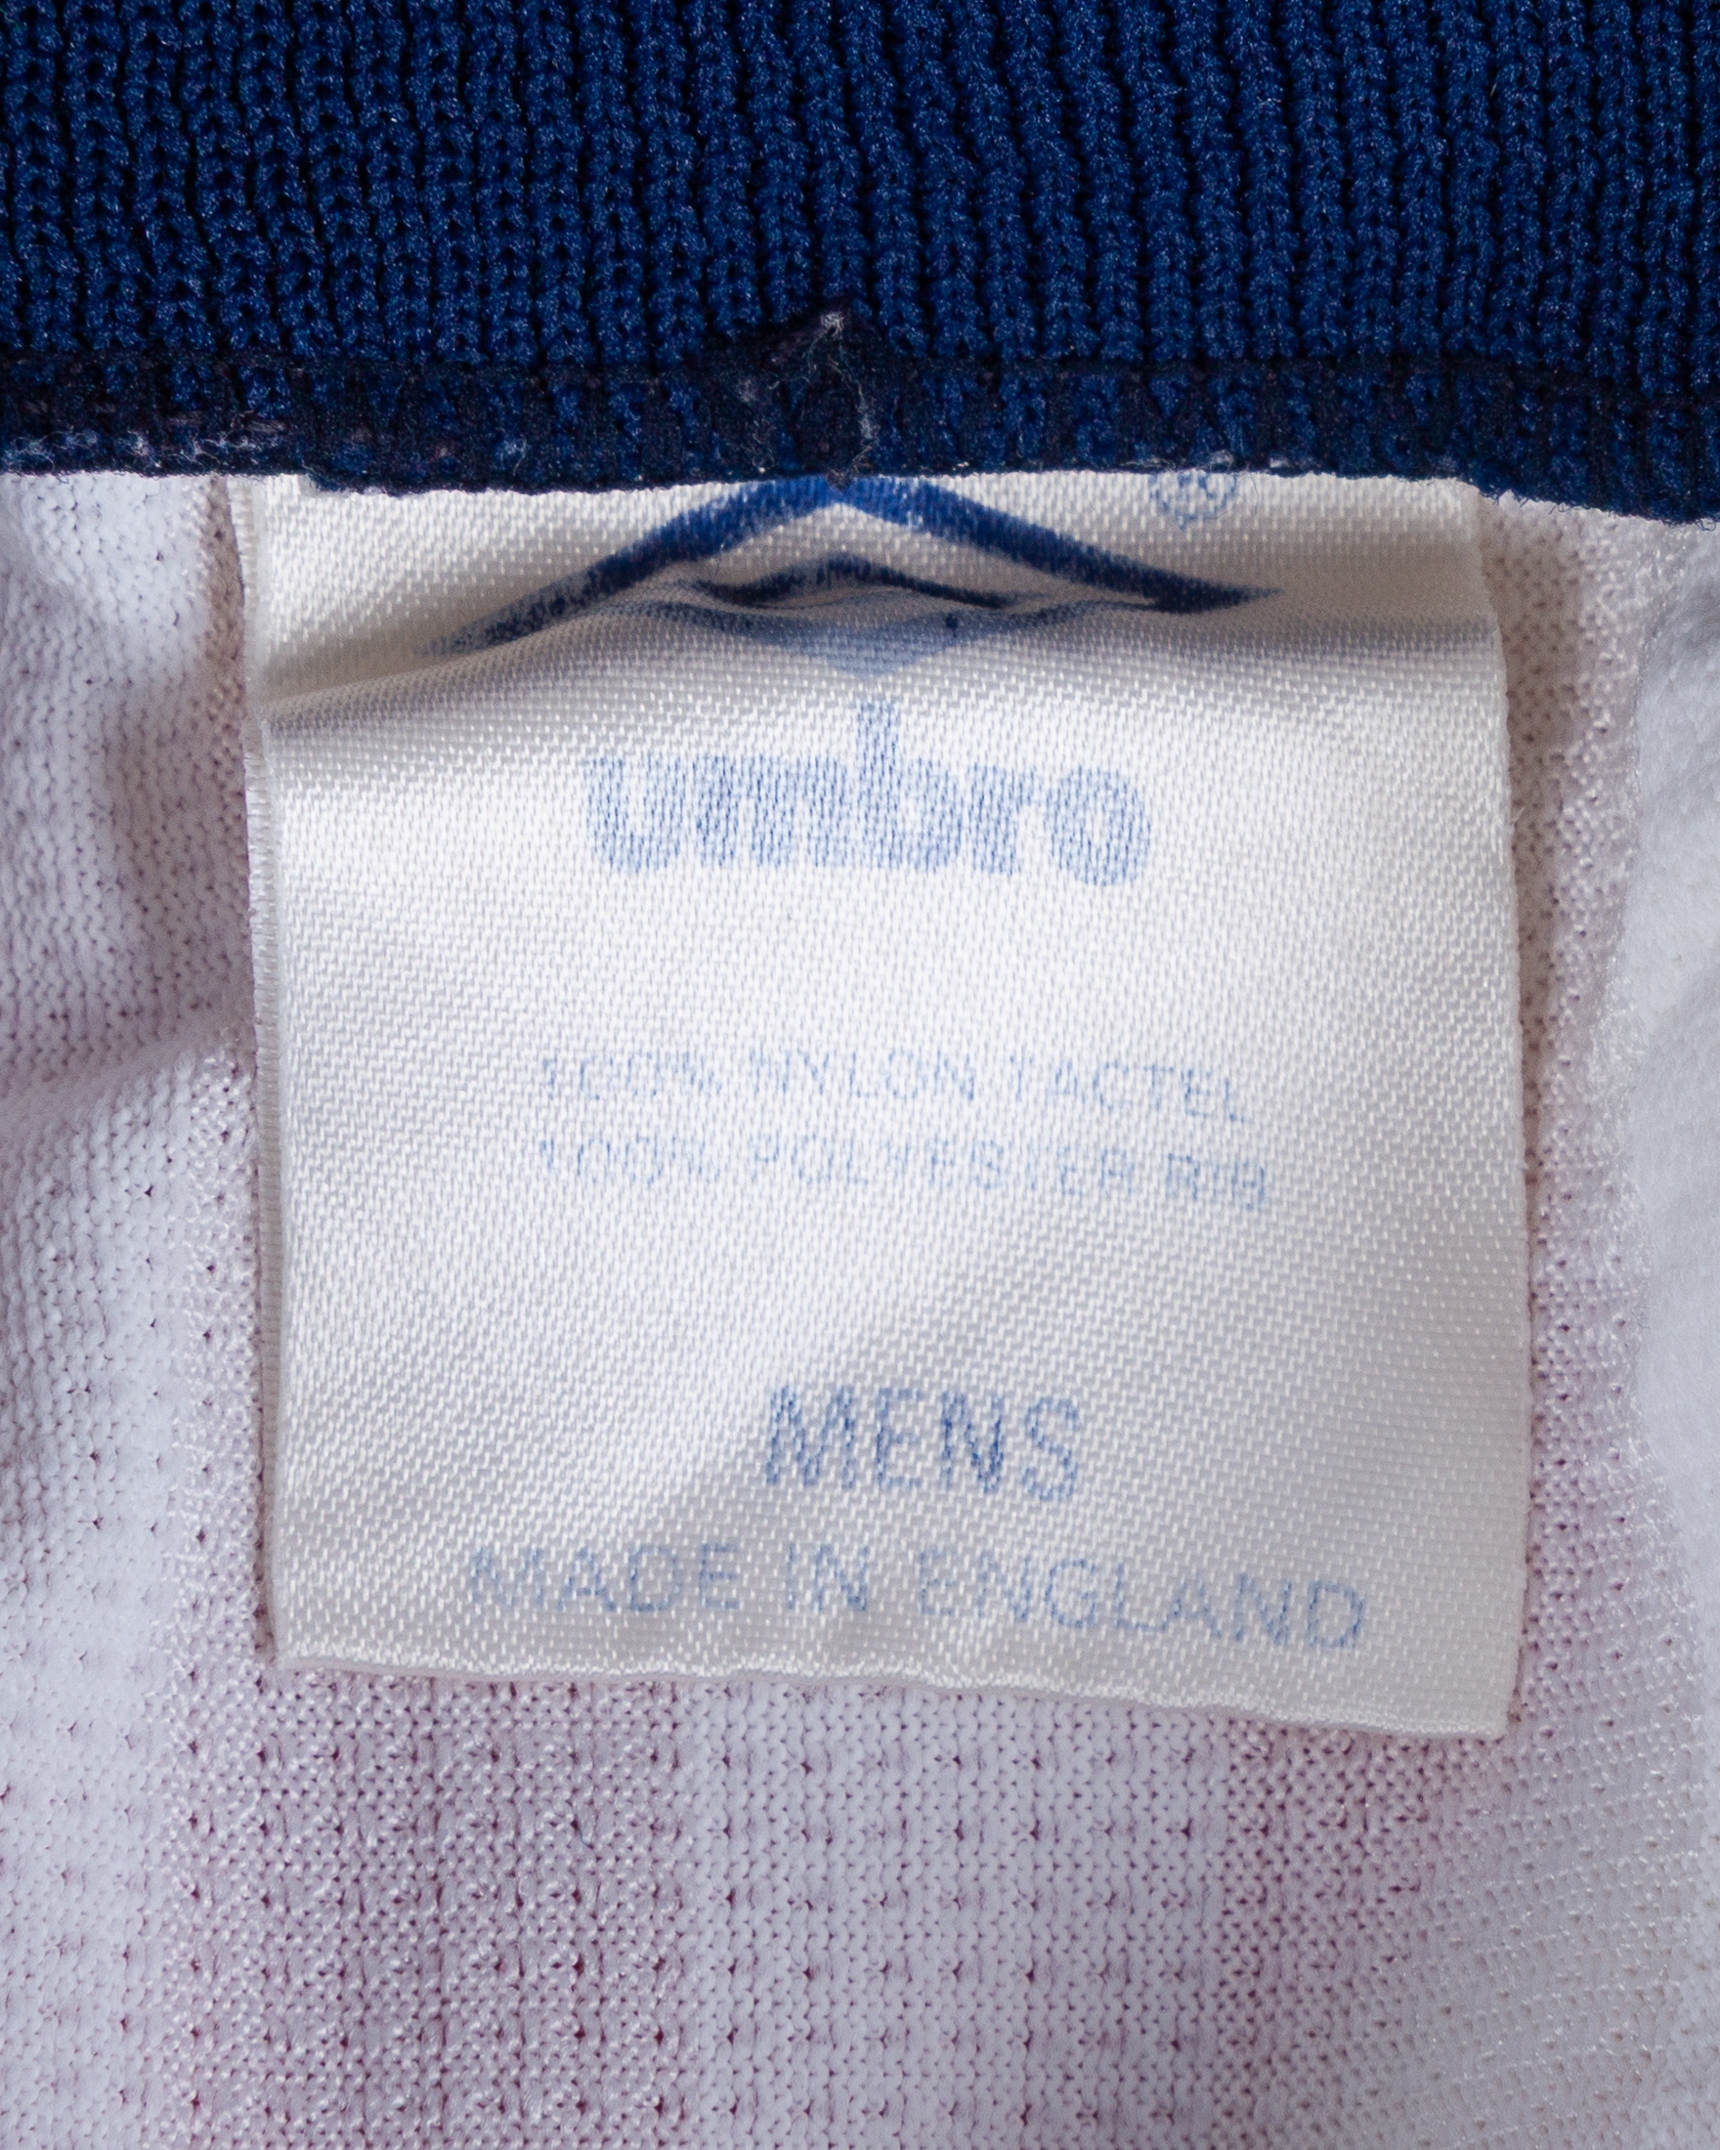 ®
umbro
100% NYLON TACTEL
100% POLYESTER RIB
MENS
MADE IN ENGLAND